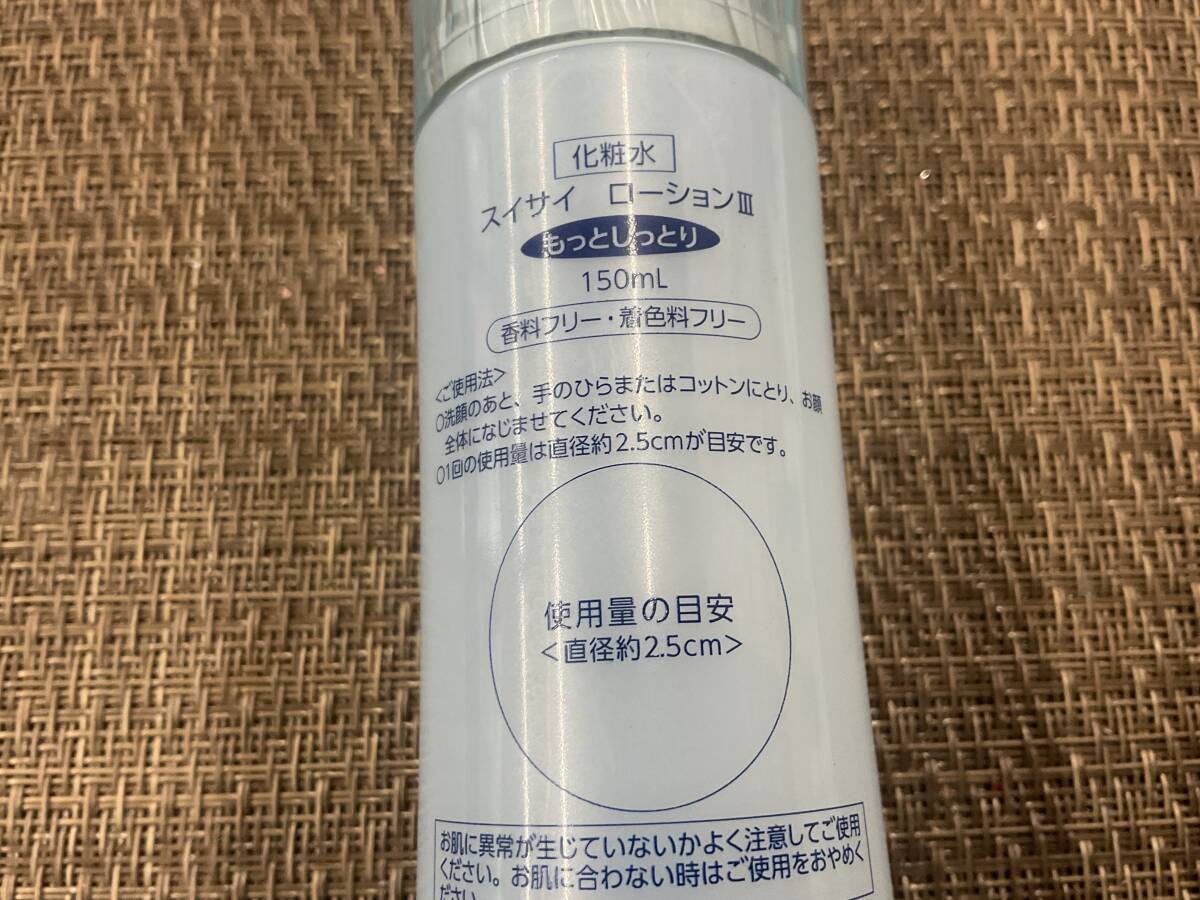 化粧水
スイサイ ローションⅢ
もっとしっとり
150mL
香料フリー・着色料フリー
<ご使用法>
○洗顔のあと、手のひらまたはコットンにとり、お顔
全体になじませてください。
○1回の使用量は直径約2.5cmが目安です。
使用量の目安
<直径約2.5cm>
お肌に異常が生じていないかよく注意してご使用
ください。お肌に合わない時はご使用をおやめく
ださい。